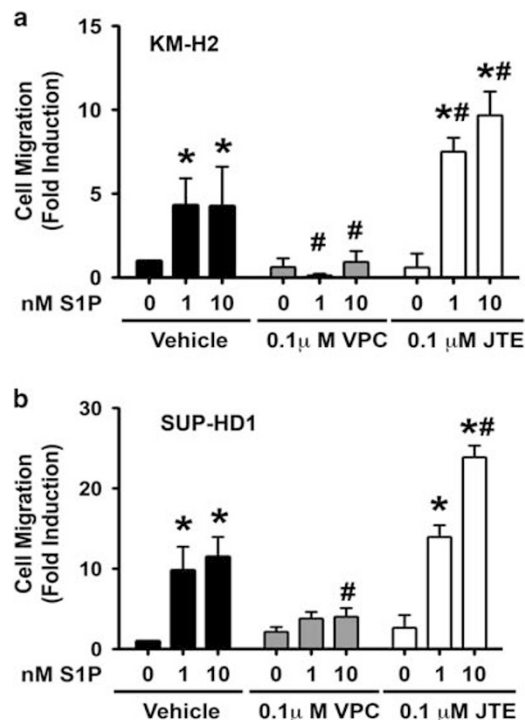 a
KM-H2
Cell Migration
(Fold Induction)
15
10
5
0
* * # # *# *#
nM S1P 0 1 10 0 1 10 0 1 10
Vehicle 0.1μ M VPC 0.1 μM JTE
b
SUP-HD1
Cell Migration
(Fold Induction)
30
20
10
0
* * # * *#
nM S1P 0 1 10 0 1 10 0 1 10
Vehicle 0.1μ M VPC 0.1 μM JTE